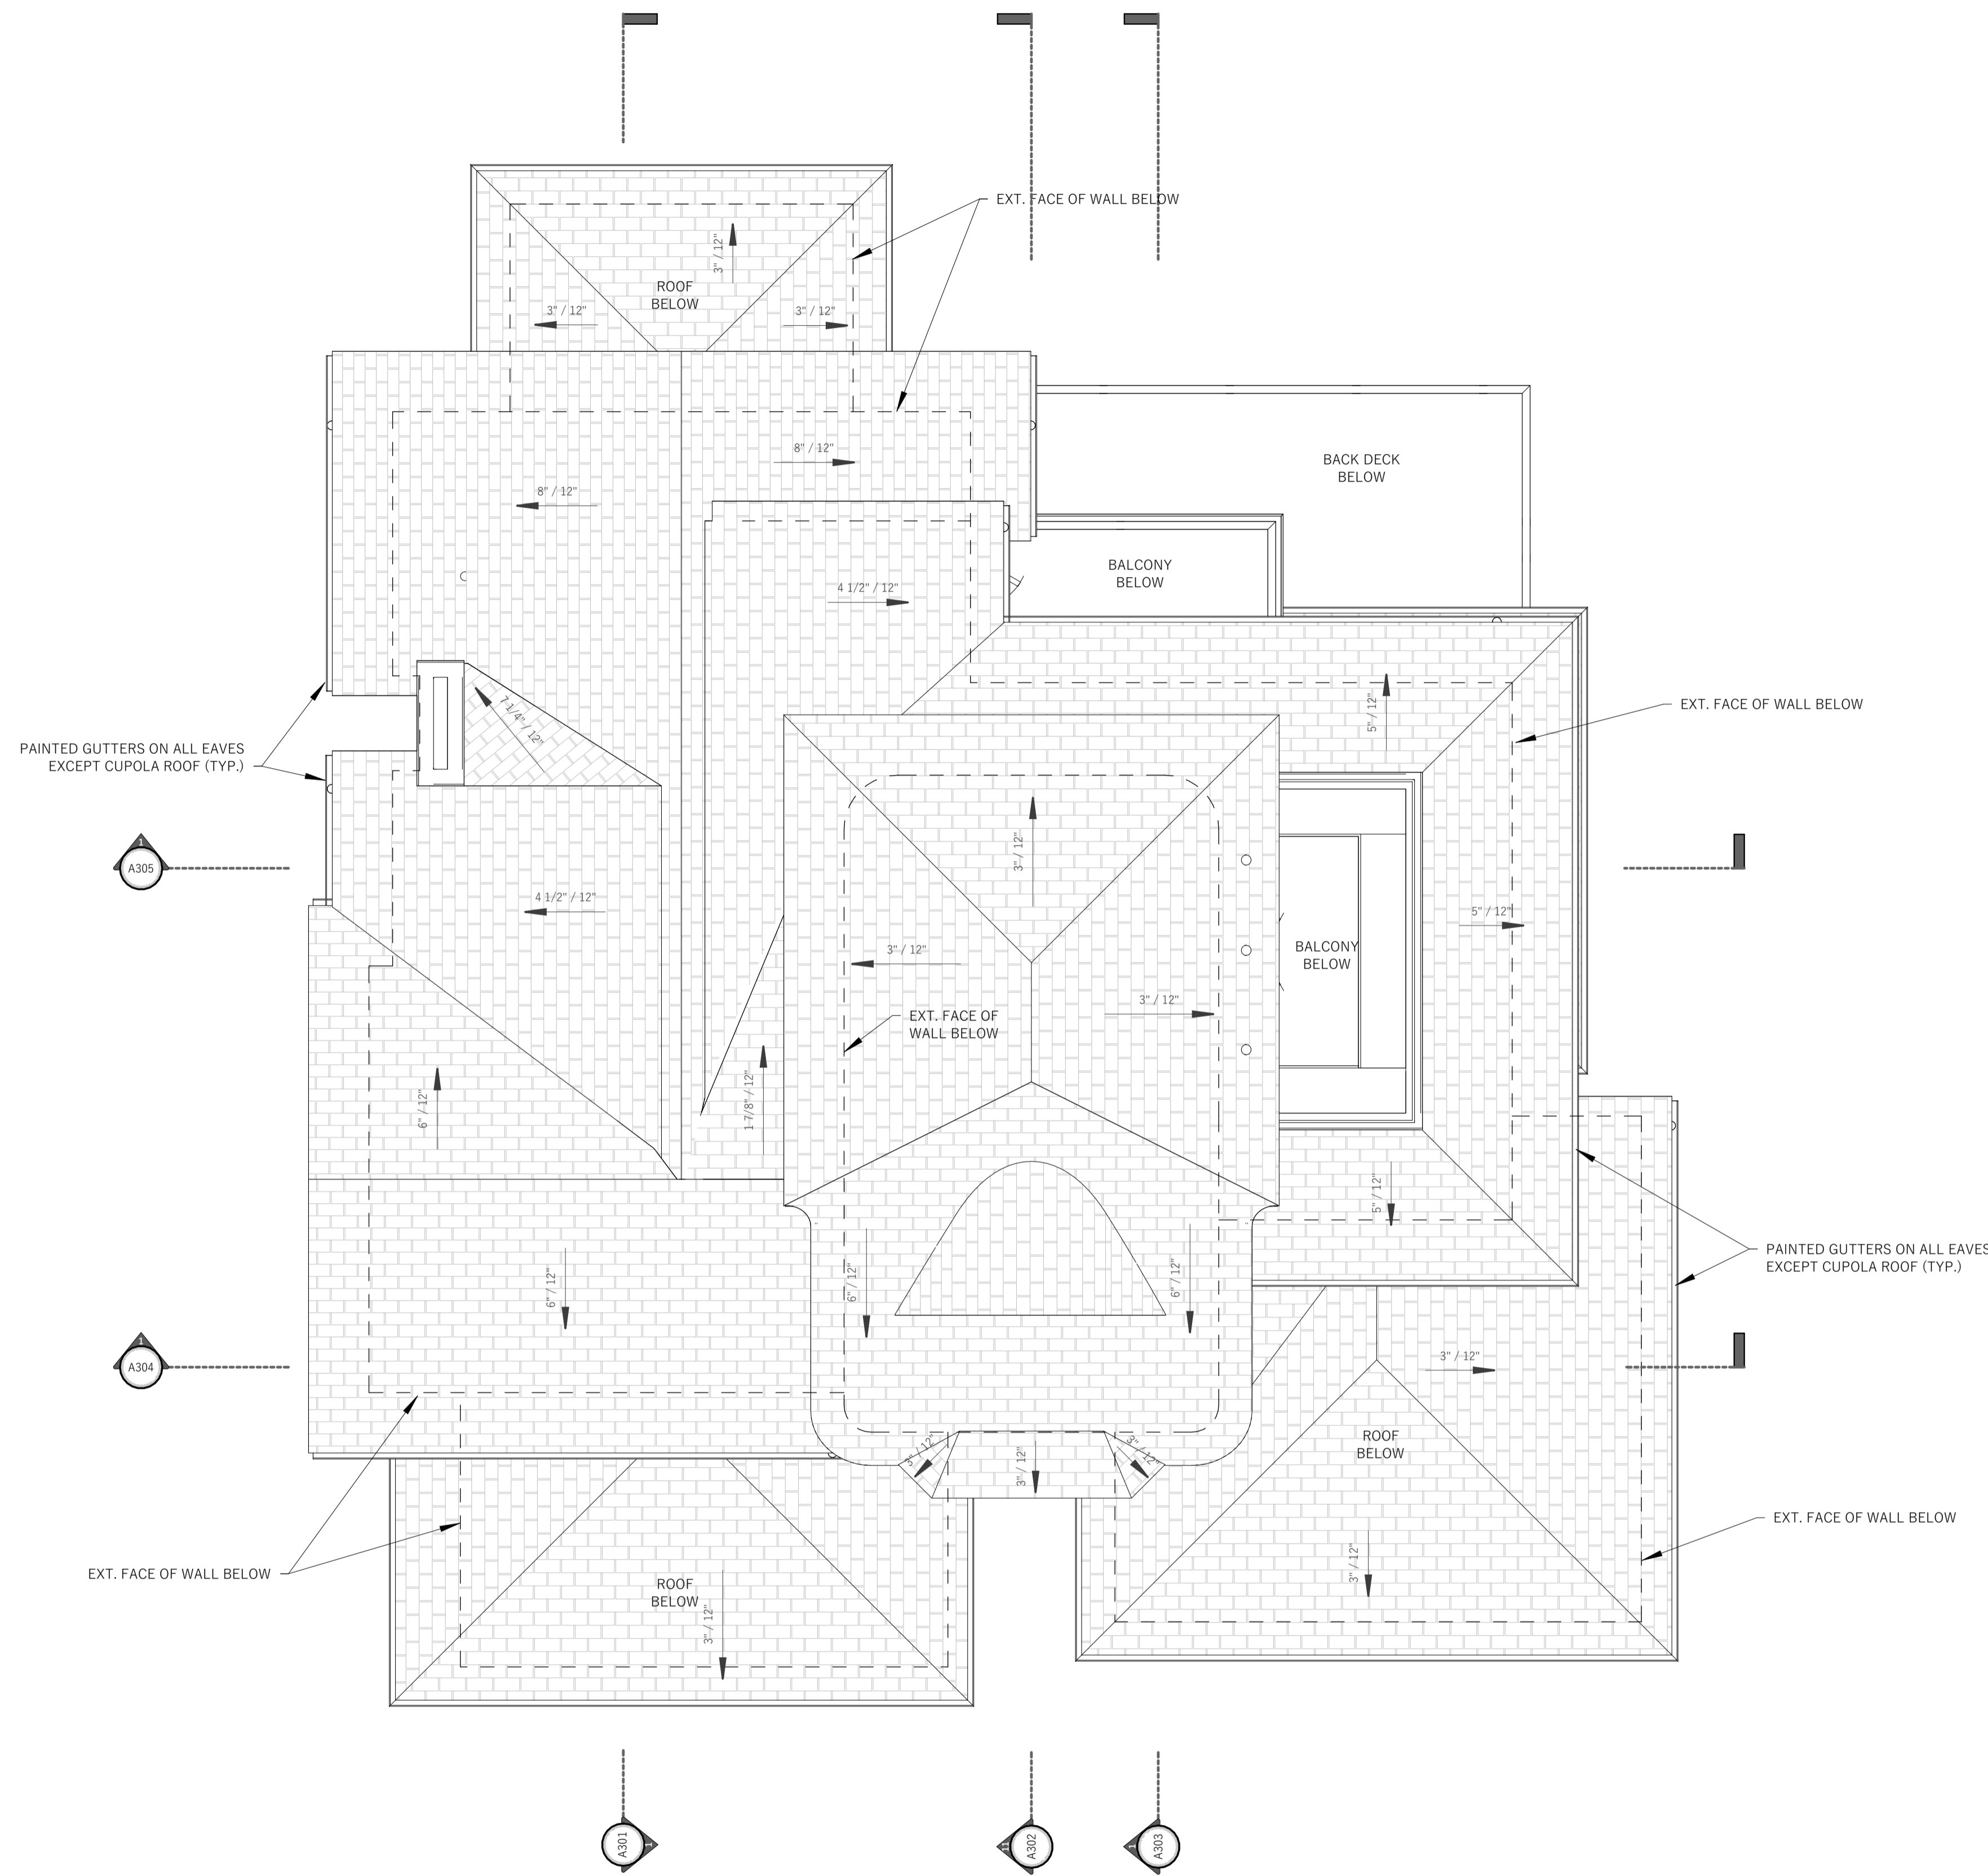 EXT. FACE OF WALL BELOW
3" / 12"
ROOF
BELOW
3" / 12"
3" / 12"
8" / 12"
BACK DECK
BELOW
8" / 12"
BALCONY
BELOW
4 1/2" / 12"
7 1/4" / 12"
5" / 12"
EXT. FACE OF WALL BELOW
PAINTED GUTTERS ON ALL EAVES
EXCEPT CUPOLA ROOF (TYP.)
1
A305
3" / 12"
4 1/2" / 12"
5" / 12"
3" / 12"
BALCONY
BELOW
3" / 12"
EXT. FACE OF
WALL BELOW
6" / 12"
1 7/8" / 12"
5" / 12"
PAINTED GUTTERS ON ALL EAVES
EXCEPT CUPOLA ROOF (TYP.)
6" / 12"
6" / 12"
6" / 12"
1
A304
3" / 12"
ROOF
BELOW
3" / 12"
3" / 12"
3" / 12"
EXT. FACE OF WALL BELOW
3" / 12"
EXT. FACE OF WALL BELOW
ROOF
BELOW
3" / 12"
A301
1
11
A302
1
A303